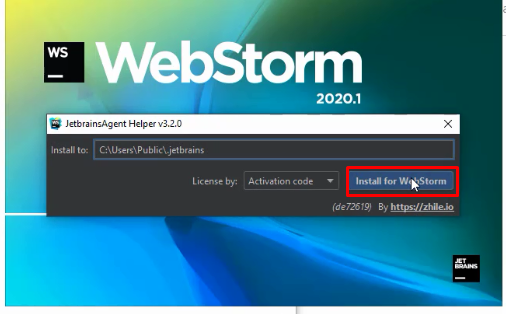 WS
WebStorm
2020.1
JetbrainsAgent Helper v3.2.0
Install to: C:\Users\Public\.jetbrains
License by: Activation code Install for WebStorm
(de72619) By https://zhile.io
JET
BRAINS